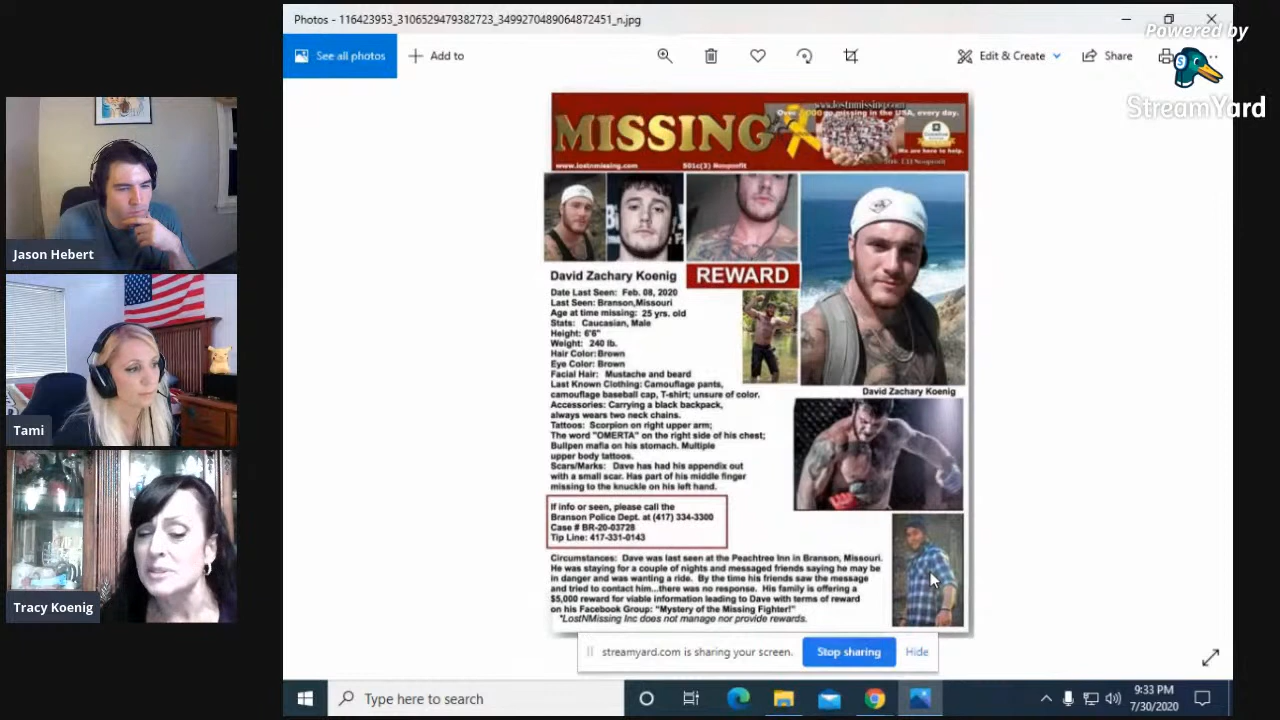 Photos - 116423953_3106529479382723_3499270489064872451_n.jpg
Powered by
StreamYard
See all photos
Add to
Edit & Create
Share
Jason Hebert
Tami
Tracy Koenig
www.lostnmissing.com
Over 2,000 go missing in the USA, every day.
MISSING
We are here to help.
www.lostnmissing.com 501c(3) Nonprofit
REWARD
David Zachary Koenig
Date Last Seen: Feb. 08, 2020
Last Seen: Branson,Missouri
Age at time missing: 25 yrs. old
Stats: Caucasian, Male
Height: 6'6"
Weight: 240 lb.
Hair Color: Brown
Eye Color: Brown
Facial Hair: Mustache and beard
Last Known Clothing: Camouflage pants,
camouflage baseball cap, T-shirt; unsure of color.
Accessories: Carrying a black backpack,
always wears two neck chains.
Tattoos: Scorpion on right upper arm;
The word "OMERTA" on the right side of his chest;
Bullpen mafia on his stomach. Multiple
upper body tattoos.
Scars/Marks: Dave has had his appendix out
with a small scar. Has part of his middle finger
missing to the knuckle on his left hand.
David Zachary Koenig
If info or seen, please call the
Branson Police Dept. at (417) 334-3300
Case # BR-20-03728
Tip Line: 417-331-0143
Circumstances: Dave was last seen at the Peachtree Inn in Branson, Missouri.
He was staying for a couple of nights and messaged friends saying he may be
in danger and was wanting a ride. By the time his friends saw the message
and tried to contact him...there was no response. His family is offering a
$5,000 reward for viable information leading to Dave with terms of reward
on his Facebook Group: "Mystery of the Missing Fighter!"
*LostNMissing Inc does not manage nor provide rewards.
streamyard.com is sharing your screen.
Stop sharing
Hide
Type here to search
9:33 PM
7/30/2020